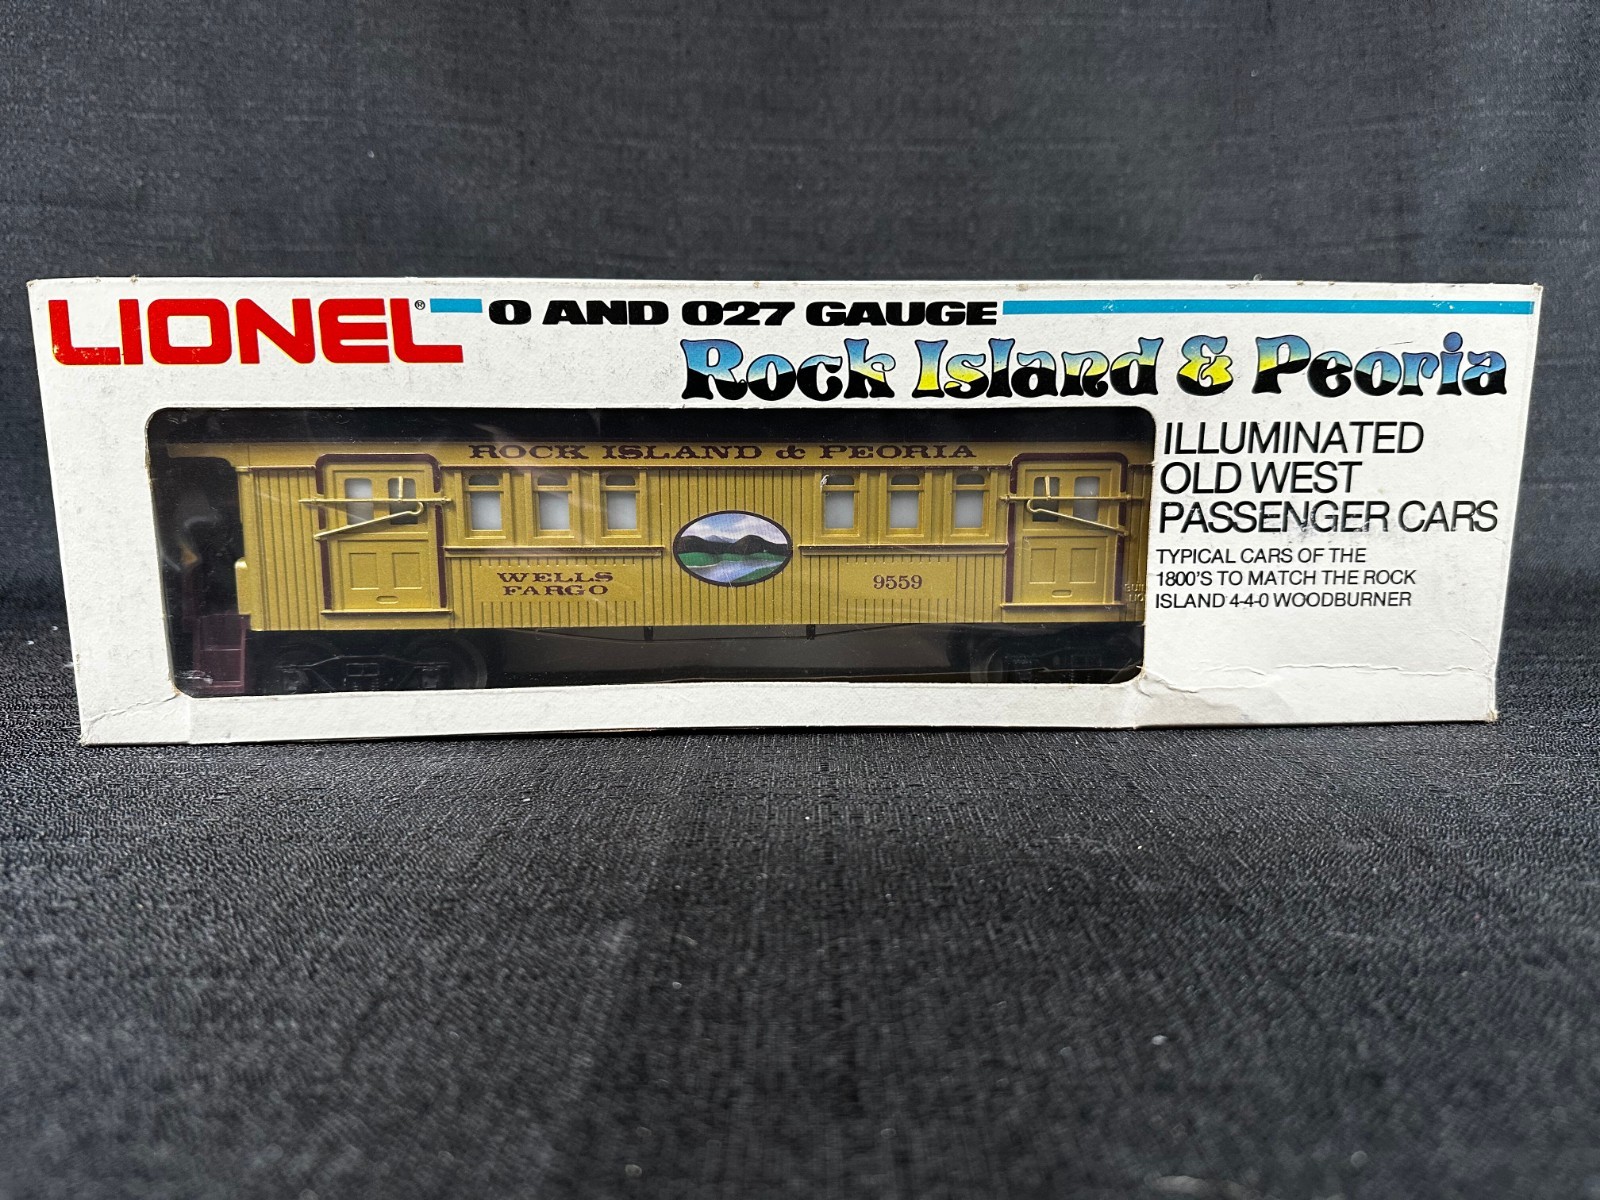 LIONEL® O AND O27 GAUGE
Rock Island & Peoria
ILLUMINATED
OLD WEST
PASSENGER CARS
TYPICAL CARS OF THE
1800'S TO MATCH THE ROCK
ISLAND 4-4-0 WOODBURNER
ROCK ISLAND & PEORIA
WELLS
FARGO
9559